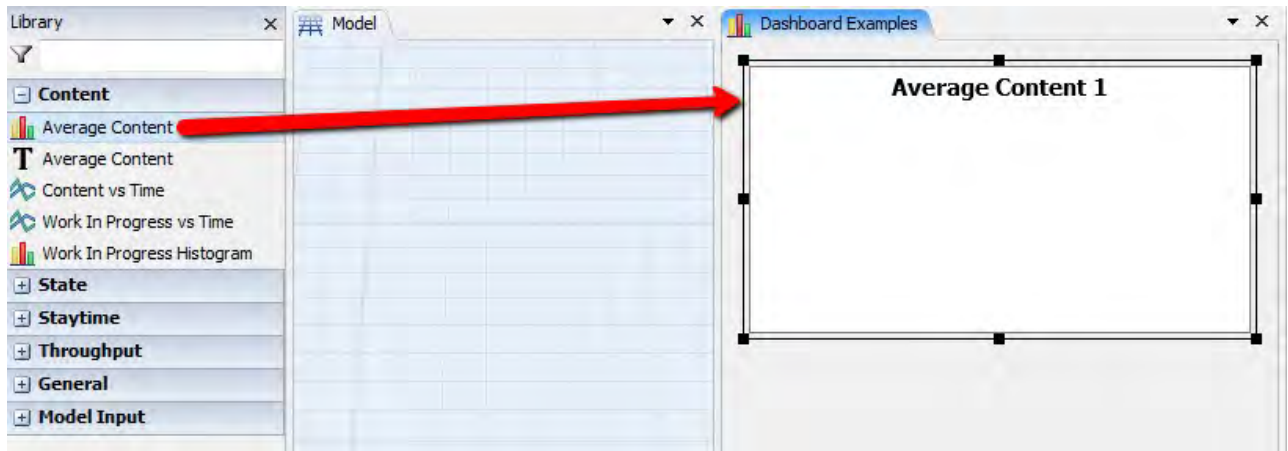 Library
Content
Average Content
T Average Content
Content vs Time
Work In Progress vs Time
Work In Progress Histogram
State
Staytime
Throughput
General
Model Input
Model
Dashboard Examples
Average Content 1